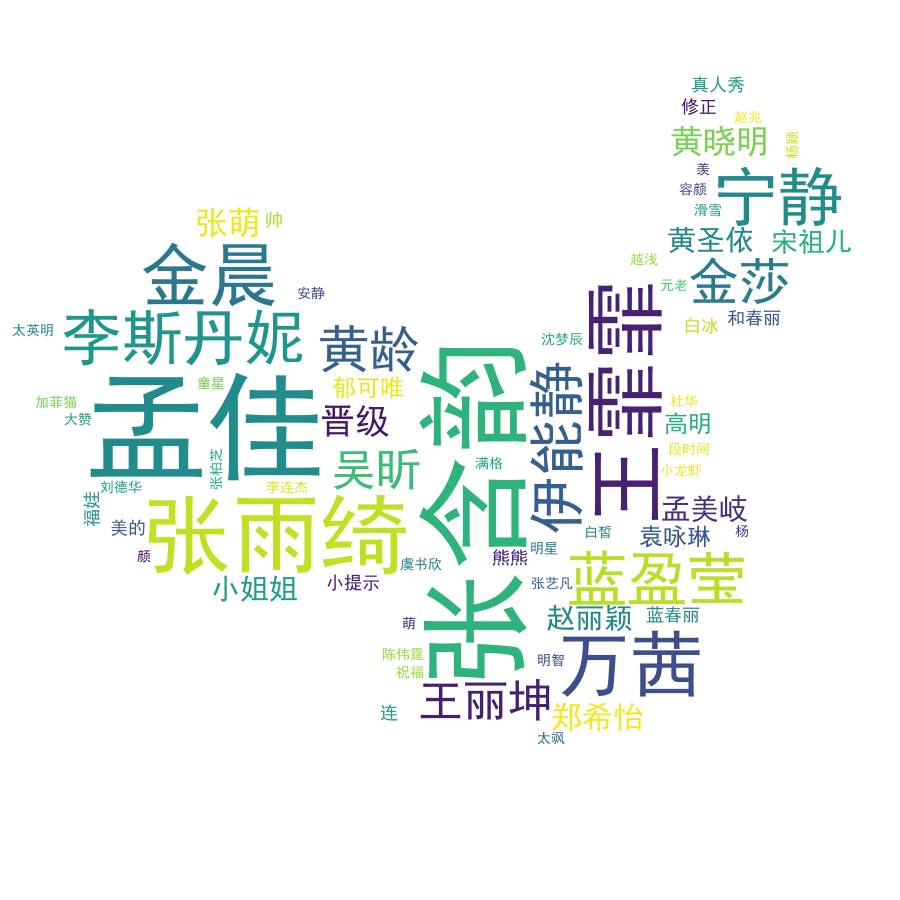 真人秀
修正
赵兆
黄晓明
杨颖
羡
宁静
容颜
滑雪
张萌
帅
黄圣依
宋祖儿
金晨
越浅
金莎
安静
元老
太英明
李斯丹妮
黄龄
王霏霏
白冰
和春丽
沈梦辰
张含韵
伊能静
孟佳
童星
郁可唯
加菲猫
大赞
晋级
杜华
高明
张柏芝
吴昕
满格
段时间
小龙虾
刘德华
李连杰
福娃
美的
张雨绮
孟美岐
白皙
袁咏琳
杨
颜
虞书欣
熊熊
明星
小姐姐
小提示
张艺凡
蓝盈莹
萌
赵丽颖
蓝春丽
陈伟霆
祝福
明智
万茜
连
王丽坤
郑希怡
太飒